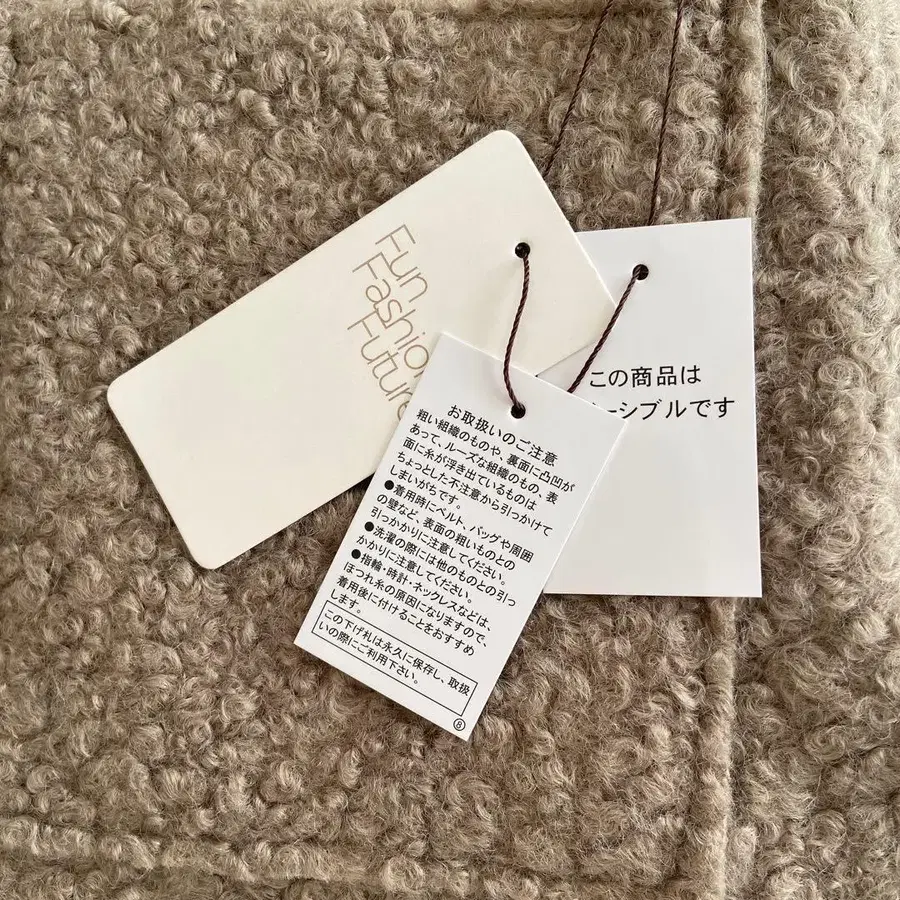 Fun
Fashion
Future
この商品は
ーシブルです
お取扱いのご注意
粗い組織のものや、裏面に凸凹が
あって、ルーズな組織のもの、表
面に糸が浮き出ているものは
ちょっとした不注意から引っかけて
しまいがちです。
●着用時にベルト、バッグや周囲
の壁など、表面の粗いものとの
引っかかりに注意してください。
●洗濯の際には他のものとの引っ
かかりに注意してください。
●指輪・時計・ネックレスなどは、
ほつれ糸の原因になりますので、
着用後に付けることをおすすめ
します。
この下げ札は永久に保存し、取扱
いの際にご利用下さい。
⑧